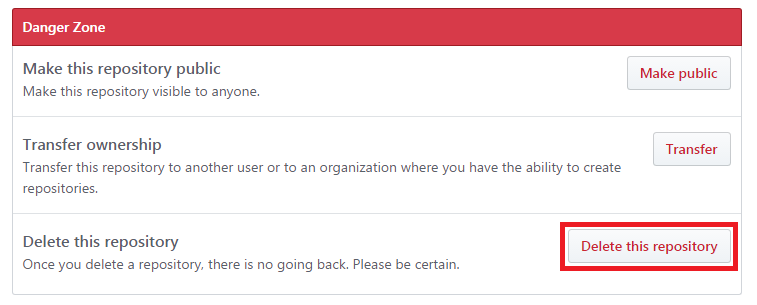 Danger Zone
Make this repository public
Make public
Make this repository visible to anyone.
Transfer ownership
Transfer
Transfer this repository to another user or to an organization where you have the ability to create
repositories.
Delete this repository
Delete this repository
Once you delete a repository, there is no going back. Please be certain.